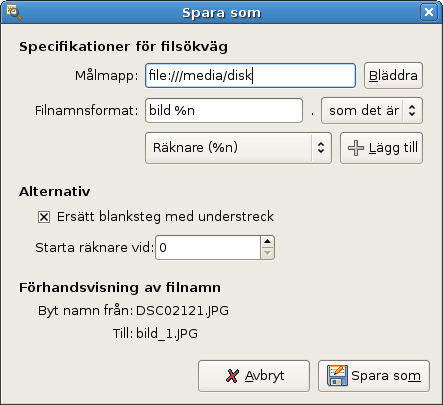 Spara som
Specifikationer för filsökväg
Målmapp: file:///media/disk Bläddra
Filnamnsformat: bild %n . som det är
Räknare (%n) Lägg till
Alternativ
Ersätt blanksteg med understreck
Starta räknare vid: 0
Förhandsvisning av filnamn
Byt namn från: DSC02121.JPG
Till: bild_1.JPG
Avbryt Spara som